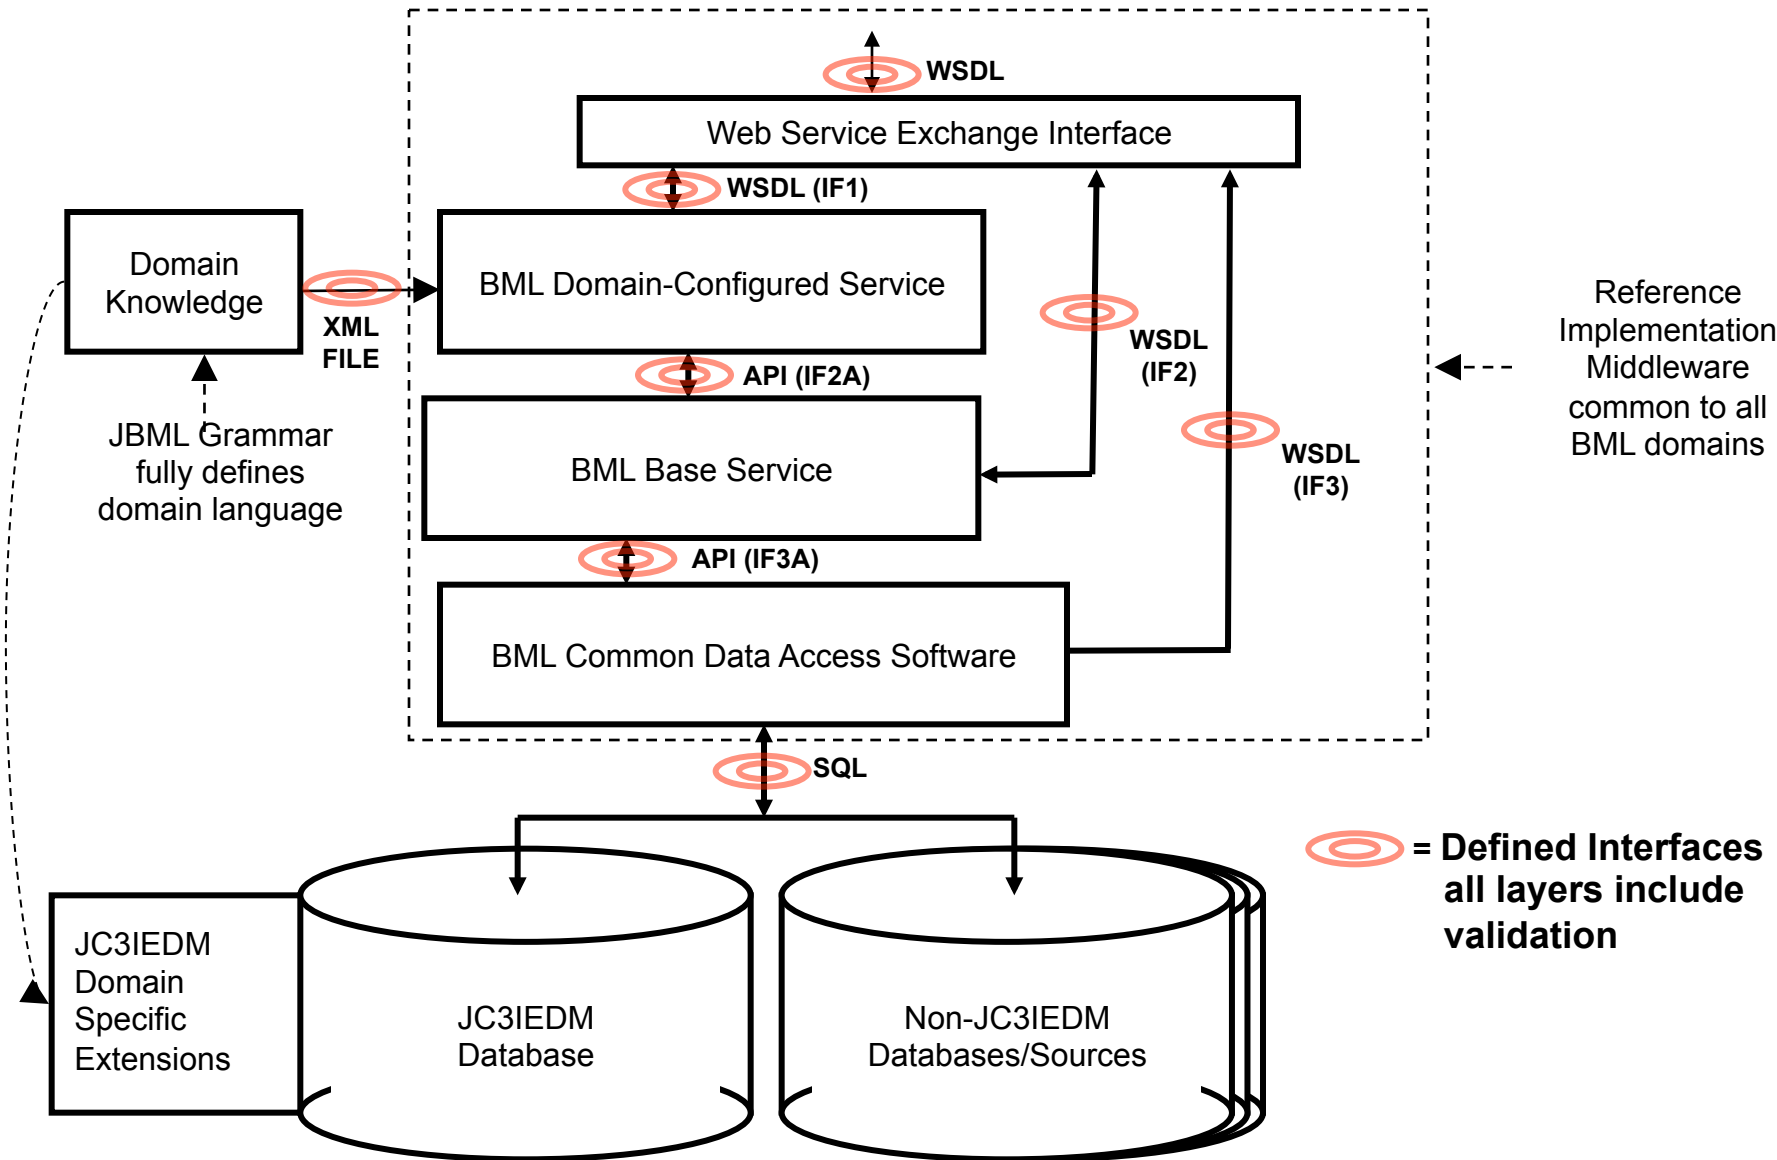 WSDL
Web Service Exchange Interface
WSDL (IF1)
Domain
Knowledge
XML
FILE
BML Domain-Configured Service
WSDL
(IF2)
Reference
Implementation
Middleware
common to all
BML domains
API (IF2A)
JBML Grammar
fully defines
domain language
BML Base Service
WSDL
(IF3)
API (IF3A)
BML Common Data Access Software
SQL
= Defined Interfaces
all layers include
validation
JC3IEDM
Domain
Specific
Extensions
JC3IEDM
Database
Non-JC3IEDM
Databases/Sources